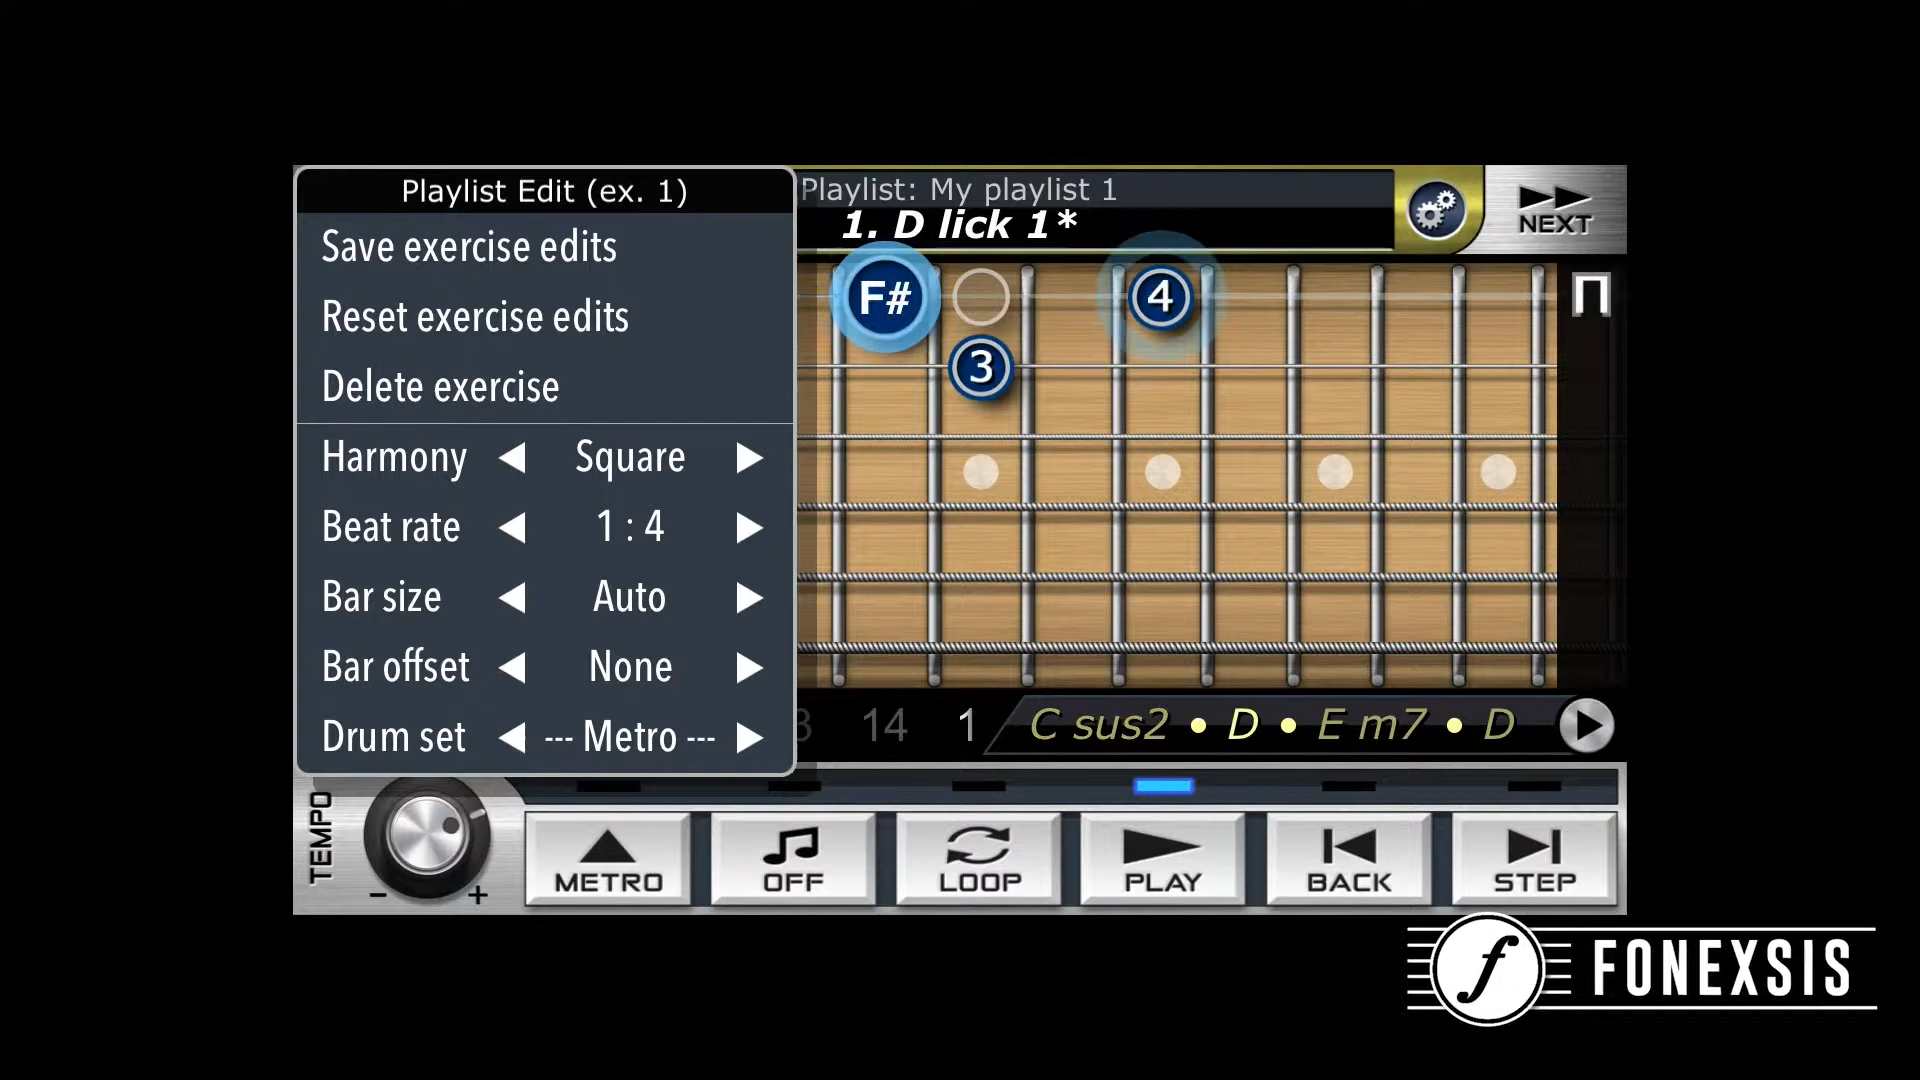 Playlist Edit (ex. 1)
Save exercise edits
Reset exercise edits
Delete exercise
Harmony Square
Beat rate 1 : 4
Bar size Auto
Bar offset None
Drum set --- Metro ---
Playlist: My playlist 1
1. D lick 1*
NEXT
F#
4
3
3 14 1
C sus2 • D • E m7 • D
TEMPO
- +
METRO
OFF
LOOP
PLAY
BACK
STEP
f FONEXSIS